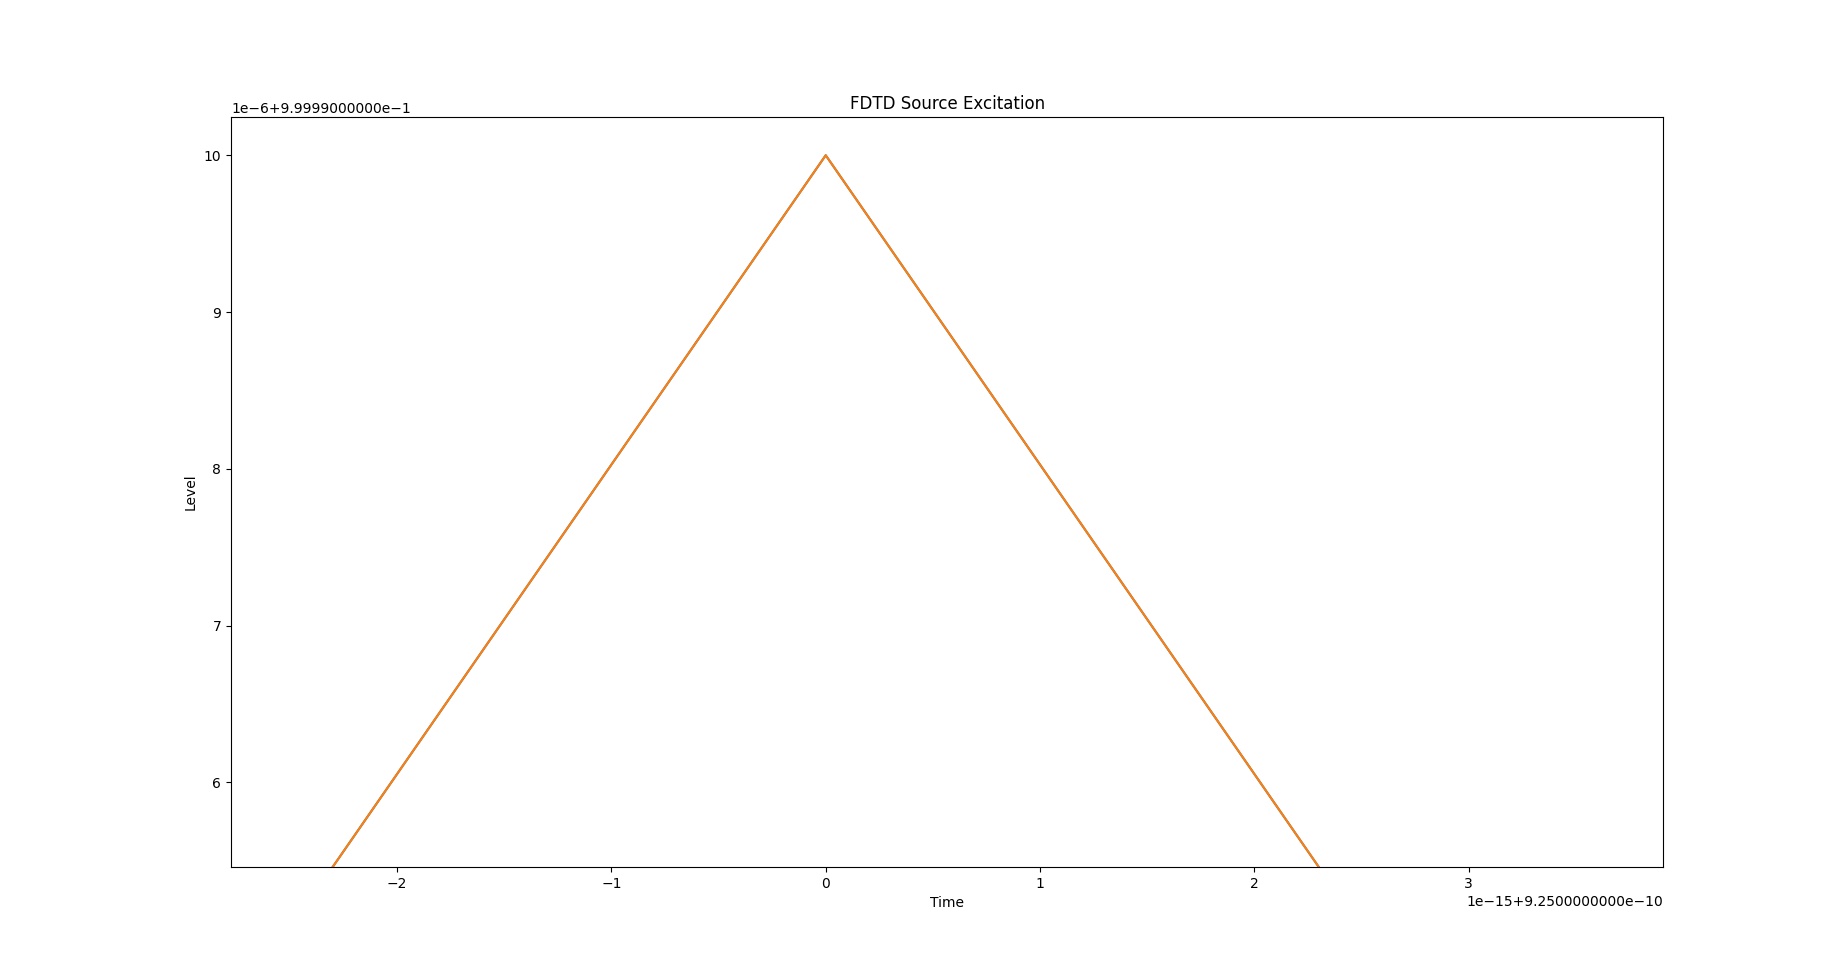 FDTD Source Excitation
1e−6+9.9999000000e−1
10
9
8
7
6
Level
−2
−1
0
1
2
3
Time
1e−15+9.2500000000e−10